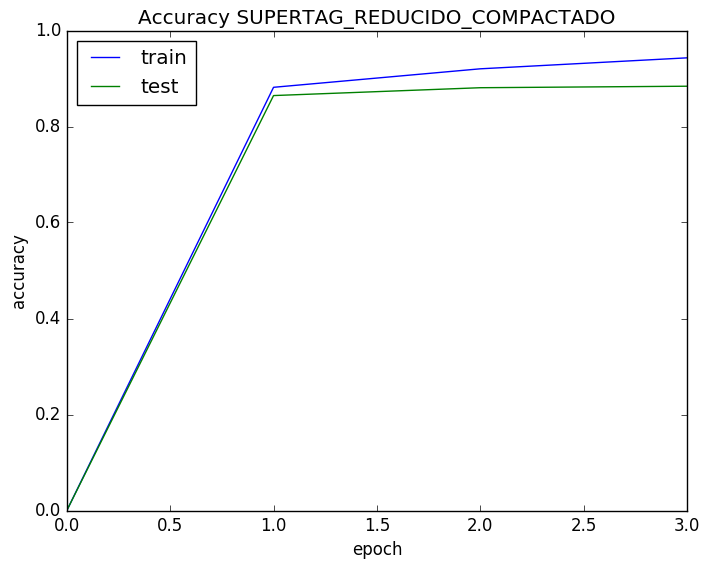 Accuracy SUPERTAG_REDUCIDO_COMPACTADO
train
test
accuracy
1.0
0.8
0.6
0.4
0.2
0.0
0.0 0.5 1.0 1.5 2.0 2.5 3.0
epoch